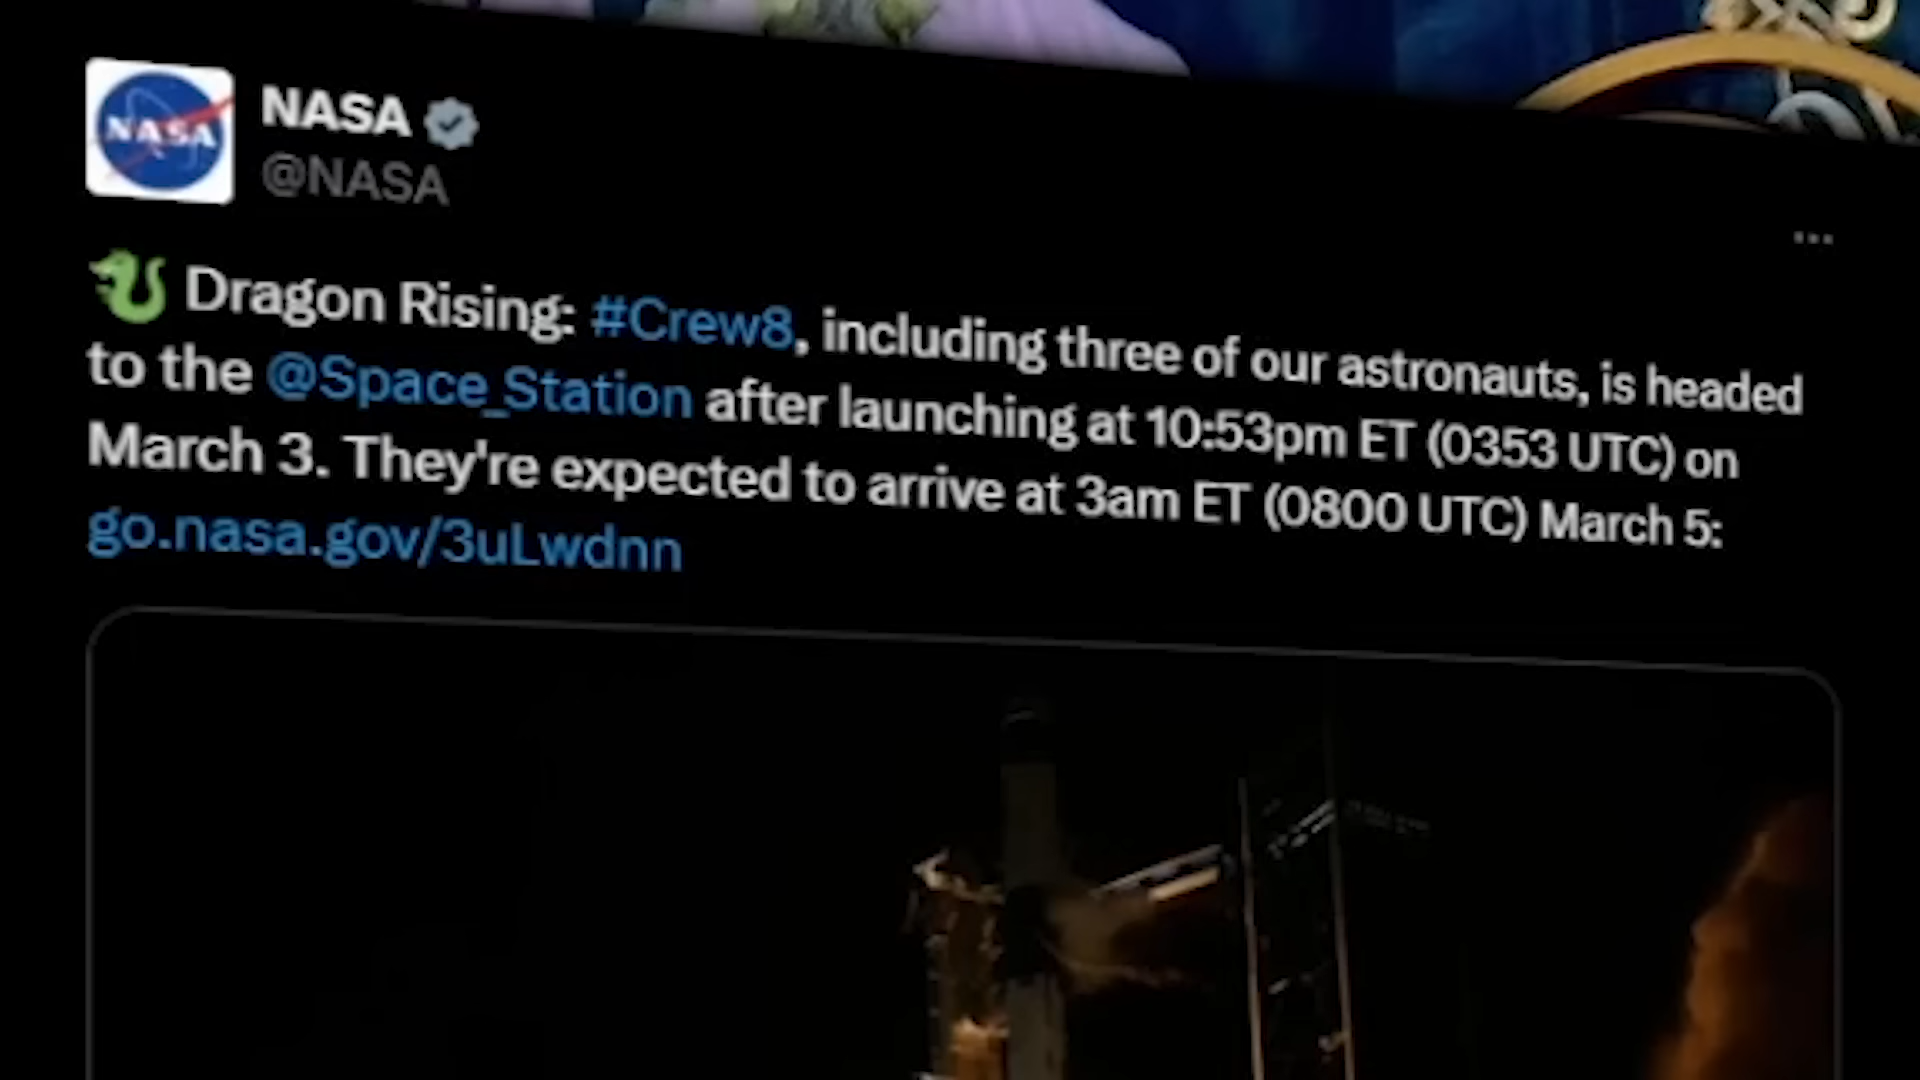 NASA
NASA
@NASA
🐉 Dragon Rising: #Crew8, including three of our astronauts, is headed
to the @Space_Station after launching at 10:53pm ET (0353 UTC) on
March 3. They're expected to arrive at 3am ET (0800 UTC) March 5:
go.nasa.gov/3uLwdnn